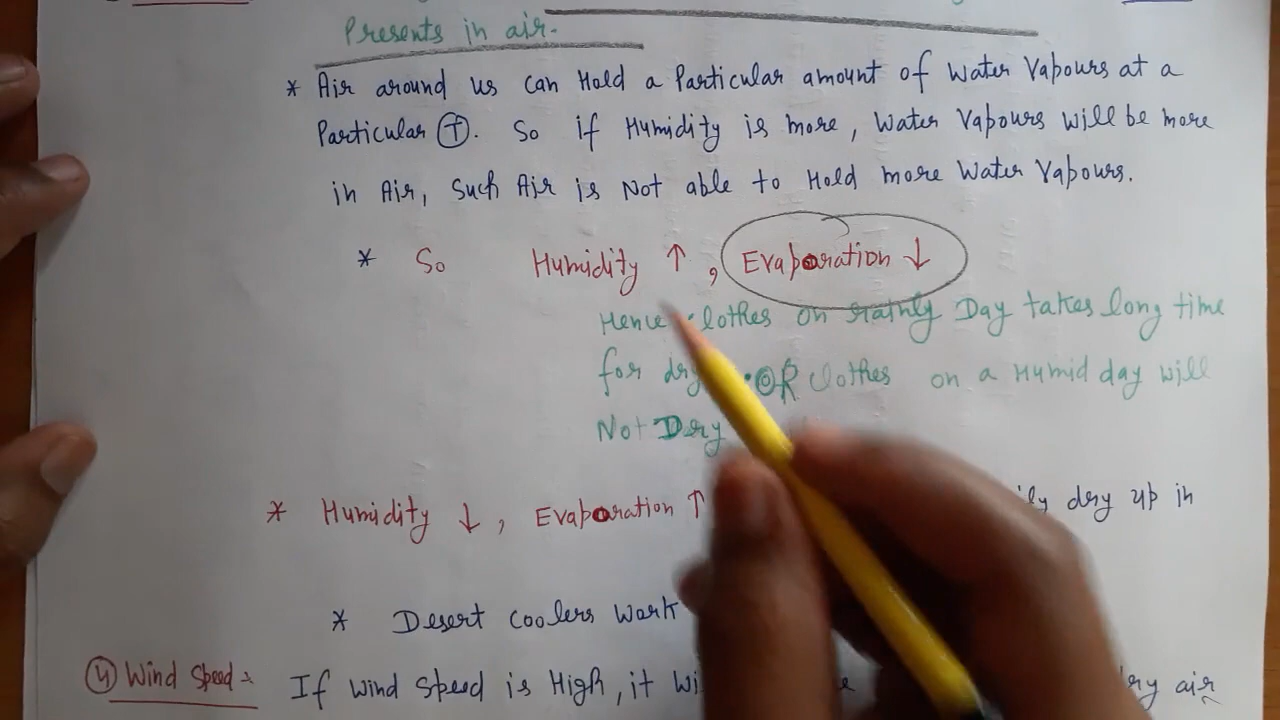 Presents in air.
* Air around us can Hold a Particular amount of Water Vapours at a
Particular (T). So if Humidity is more, Water Vapours will be more
in Air, Such Air is Not able to Hold more Water Vapours.
* So Humidity ↑, Evaporation ↓
Hence clothes on rainly Day takes long time
for dry OR clothes on a Humid day will
Not Dry
* Humidity ↓, Evaporation ↑ dry up in
* Desert coolers work
(4) Wind Speed:- If wind speed is High, it dry air